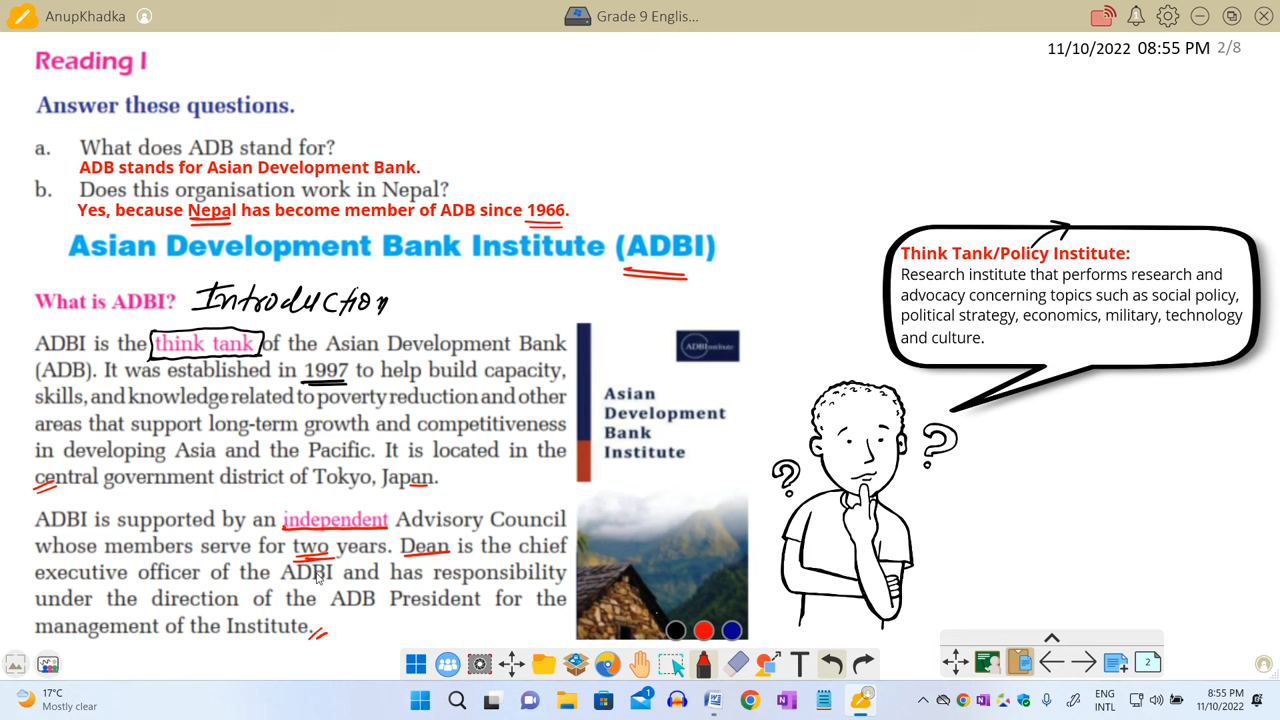 AnupKhadka
Grade 9 Englis...
11/10/2022 08:55 PM 2/8
Reading I
Answer these questions.
a. What does ADB stand for?
ADB stands for Asian Development Bank.
b. Does this organisation work in Nepal?
Yes, because Nepal has become member of ADB since 1966.
Asian Development Bank Institute (ADBI)
What is ADBI? Introduction
ADBI is the think tank of the Asian Development Bank
(ADB). It was established in 1997 to help build capacity,
skills, and knowledge related to poverty reduction and other
areas that support long-term growth and competitiveness
in developing Asia and the Pacific. It is located in the
central government district of Tokyo, Japan.
ADBI is supported by an independent Advisory Council
whose members serve for two years. Dean is the chief
executive officer of the ADBI and has responsibility
under the direction of the ADB President for the
management of the Institute.
ADBInstitute
Asian
Development
Bank
Institute
Think Tank/Policy Institute:
Research institute that performs research and
advocacy concerning topics such as social policy,
political strategy, economics, military, technology
and culture.
? ?
T
2
17°C
Mostly clear
1
ENG
INTL
8:55 PM
11/10/2022